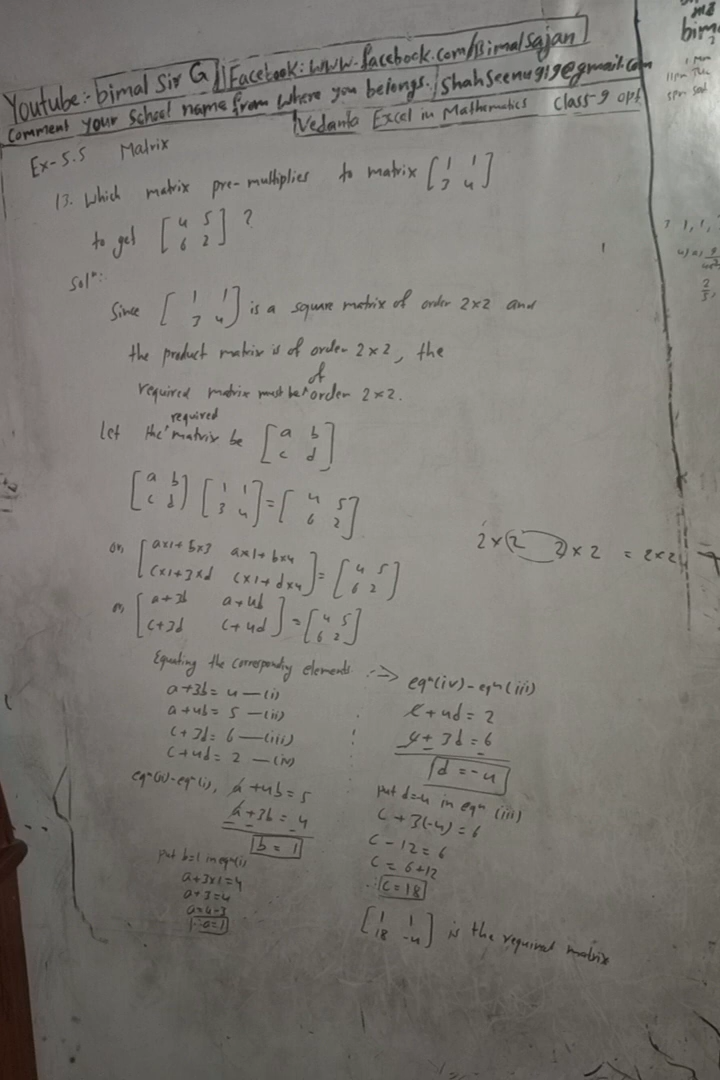 Youtube:- bimal Sir G || Facebook: www.facebook.com/Bimalsajan
Comment your school name from where you belongs. / shahseenu919@gmail.com
Vedanta Excel in Mathematics class-9 opt
Ex-5.5 Matrix
13. Which matrix pre-multiplies to matrix [1 1
3 4]
to get [4 5
6 2] ?
Solⁿ:
Since [1 1
3 4] is a square matrix of order 2×2 and
the product matrix is of order 2×2, the
required matrix must be of order 2×2.
Let the required matrix be [a b
c d]
[a b
c d] [1 1
3 4] = [4 5
6 2]
or, [a×1+b×3 a×1+b×4
c×1+3×d c×1+d×4] = [4 5
6 2]
2×2 2×2 = 2×2
or, [a+3b a+4b
c+3d c+4d] = [4 5
6 2]
Equating the corresponding elements :->
a+3b = 4 —(i)
a+4b = 5 —(ii)
c+3d = 6 —(iii)
c+4d = 2 —(iv)
eqⁿ(ii)-eqⁿ(i), a+4b = 5
a+3b = 4
- - -
b = 1
put b=1 in eqn(i)
a+3×1=4
a+3=4
a=4-3
∴a=1
eqⁿ(iv)-eqⁿ(iii)
c+4d = 2
c+3d = 6
- - -
d = -4
put d=-4 in eqn (iii)
c+3(-4) = 6
c-12 = 6
c = 6+12
∴ c=18
[1 1
18 -4] is the required matrix